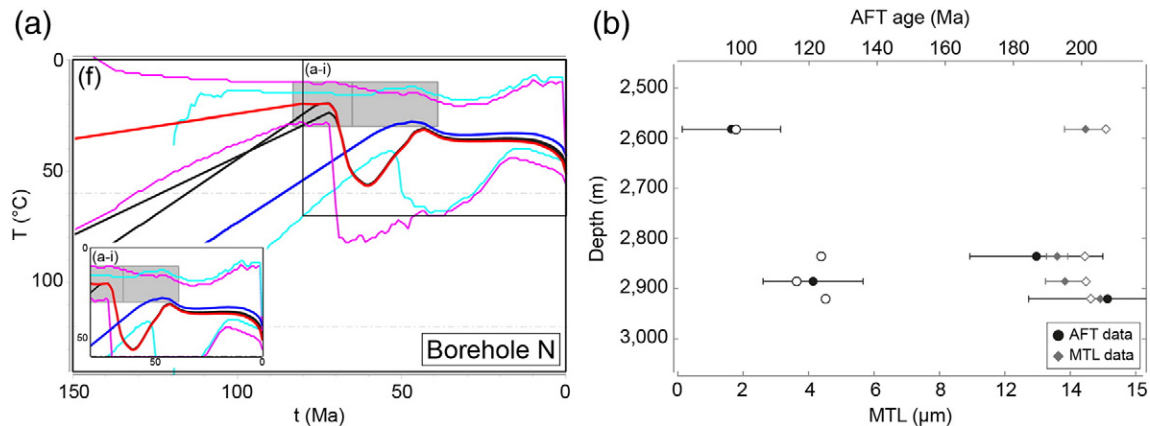 (a)
(f)
(a-i)
0
50
100
T (°C)
(a-i)
0
50
50
0
Borehole N
150
100
50
0
t (Ma)
(b)
AFT age (Ma)
100
120
140
160
180
200
2,500
2,600
2,700
2,800
2,900
3,000
Depth (m)
AFT data
MTL data
0
2
4
6
8
10
12
14
15
MTL (μm)